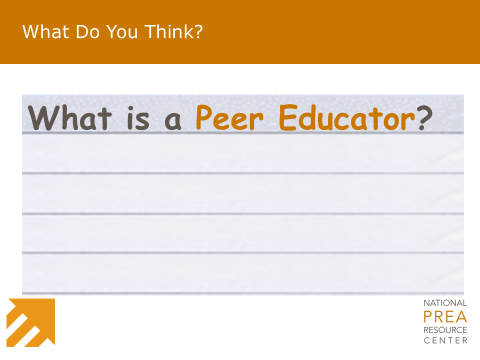 What Do You Think?
What is a Peer Educator?
NATIONAL
PREA
RESOURCE
CENTER